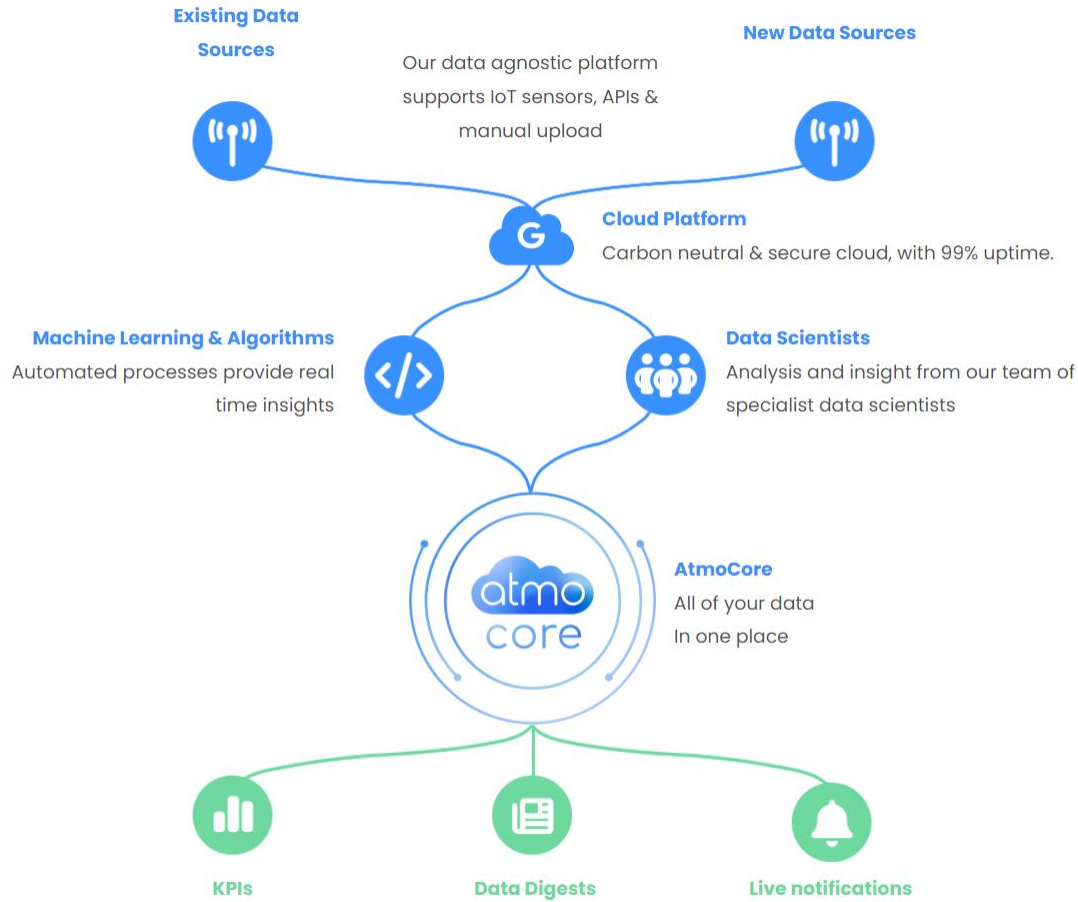 Existing Data
Sources
Our data agnostic platform
supports IoT sensors, APIs &
manual upload
New Data Sources
G
Cloud Platform
Carbon neutral & secure cloud, with 99% uptime.
Machine Learning & Algorithms
Automated processes provide real
time insights
</>
Data Scientists
Analysis and insight from our team of
specialist data scientists
atmo
core
AtmoCore
All of your data
In one place
KPIs
Data Digests
Live notifications